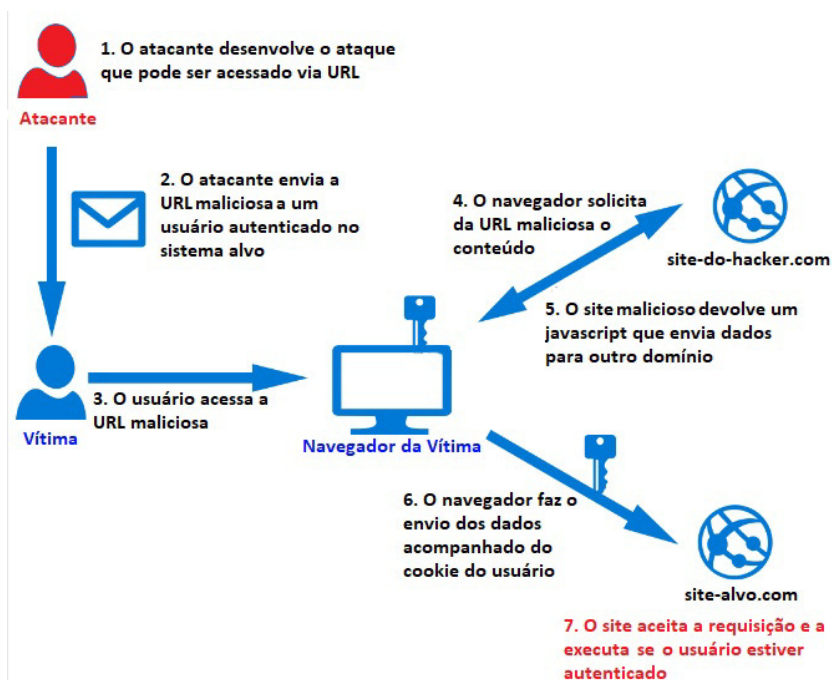 1. O atacante desenvolve o ataque
que pode ser acessado via URL
Atacante
2. O atacante envia a
URL maliciosa a um
usuário autenticado no
sistema alvo
4. O navegador solicita
da URL maliciosa o
conteúdo
site-do-hacker.com
5. O site malicioso devolve um
javascript que envia dados
para outro domínio
3. O usuário acessa a
URL maliciosa
Vítima
Navegador da Vítima
6. O navegador faz o
envio dos dados
acompanhado do
cookie do usuário
site-alvo.com
7. O site aceita a requisição e a
executa se o usuário estiver
autenticado